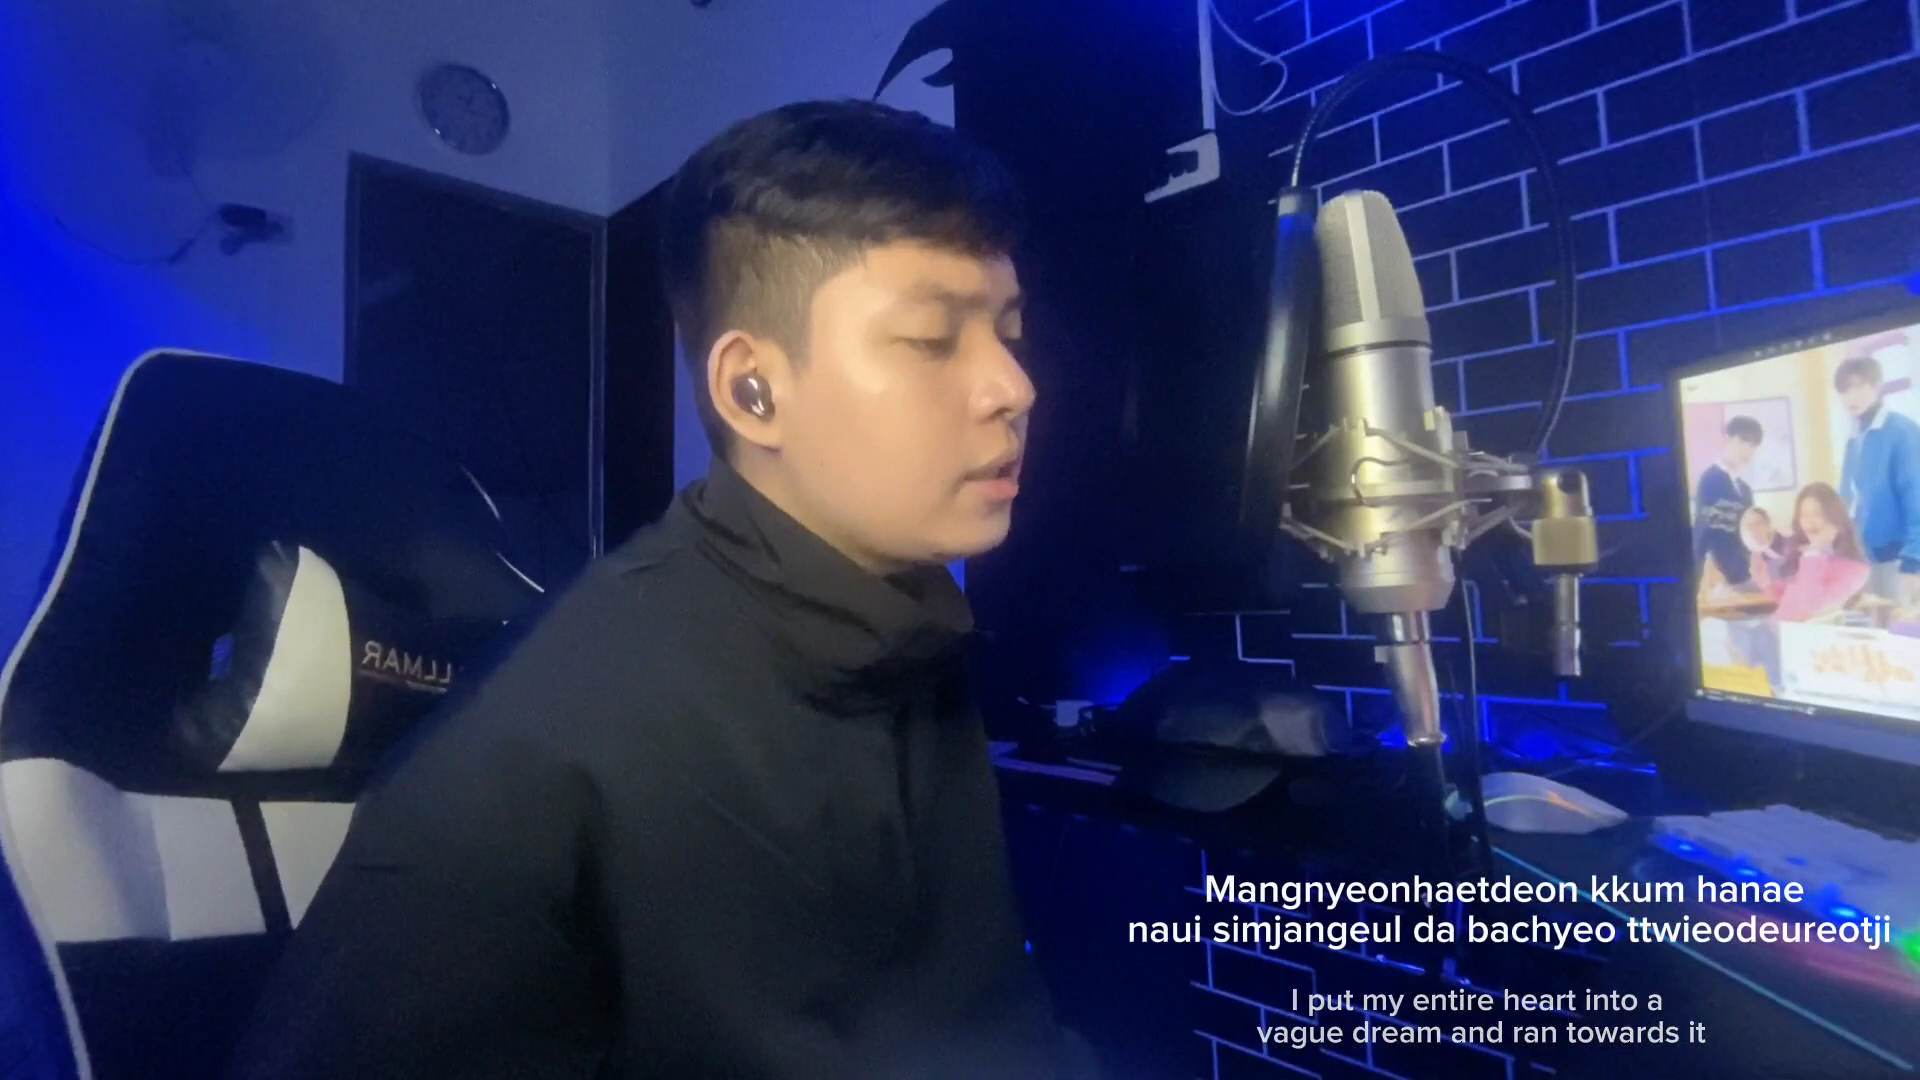 Mangnyeonhaetdeon kkum hanae
naui simjangeul da bachyeo ttwieodeureotji
I put my entire heart into a
vague dream and ran towards it